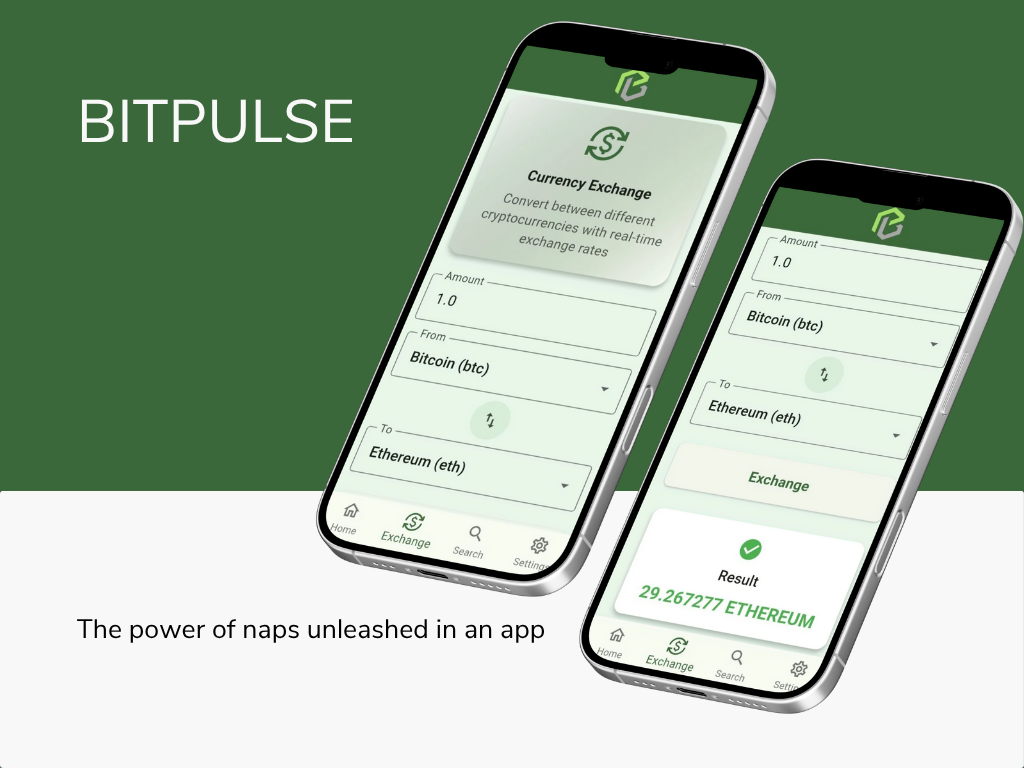 BITPULSE
Currency Exchange
Convert between different
cryptocurrencies with real-time
exchange rates
Amount
1.0
From
Bitcoin (btc)
To
Ethereum (eth)
Home
Exchange
Search
Settings
Amount
1.0
From
Bitcoin (btc)
To
Ethereum (eth)
Exchange
Result
29.267277 ETHEREUM
Home
Exchange
Search
Settin
The power of naps unleashed in an app